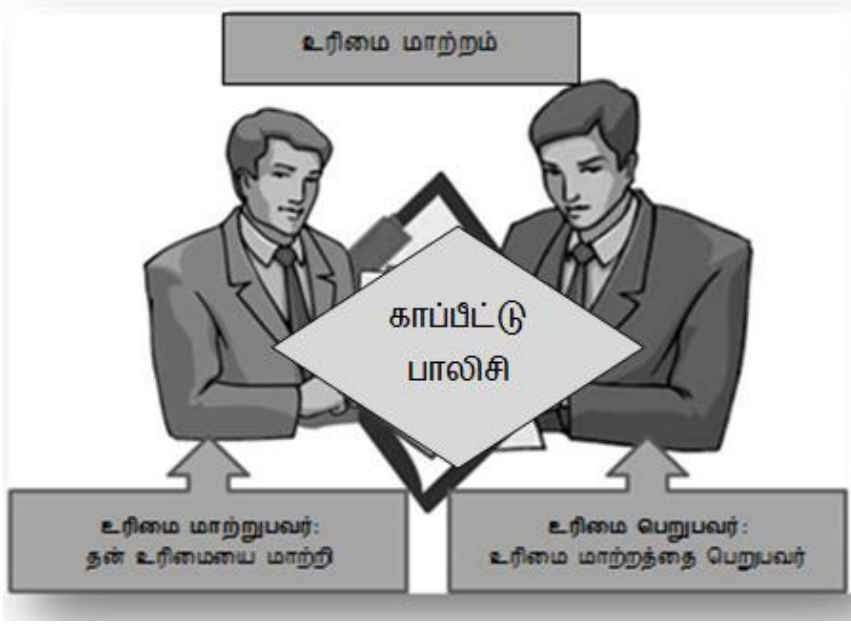 உரிமை மாற்றம்
காப்பீட்டு
பாலிசி
உரிமை மாற்றுபவர்:
தன் உரிமையை மாற்றி
உரிமை பெறுபவர்:
உரிமை மாற்றத்தை பெறுபவர்